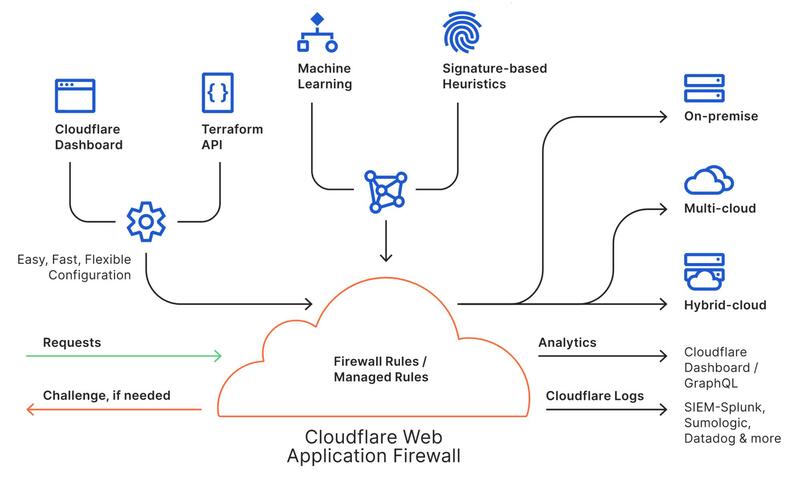 Machine
Learning
Signature-based
Heuristics
Cloudflare
Dashboard
Terraform
API
On-premise
Multi-cloud
Easy, Fast, Flexible
Configuration
Hybrid-cloud
Requests
Challenge, if needed
Firewall Rules /
Managed Rules
Analytics
Cloudflare
Dashboard /
GraphQL
Cloudflare Logs
SIEM-Splunk,
Sumologic,
Datadog & more
Cloudflare Web
Application Firewall